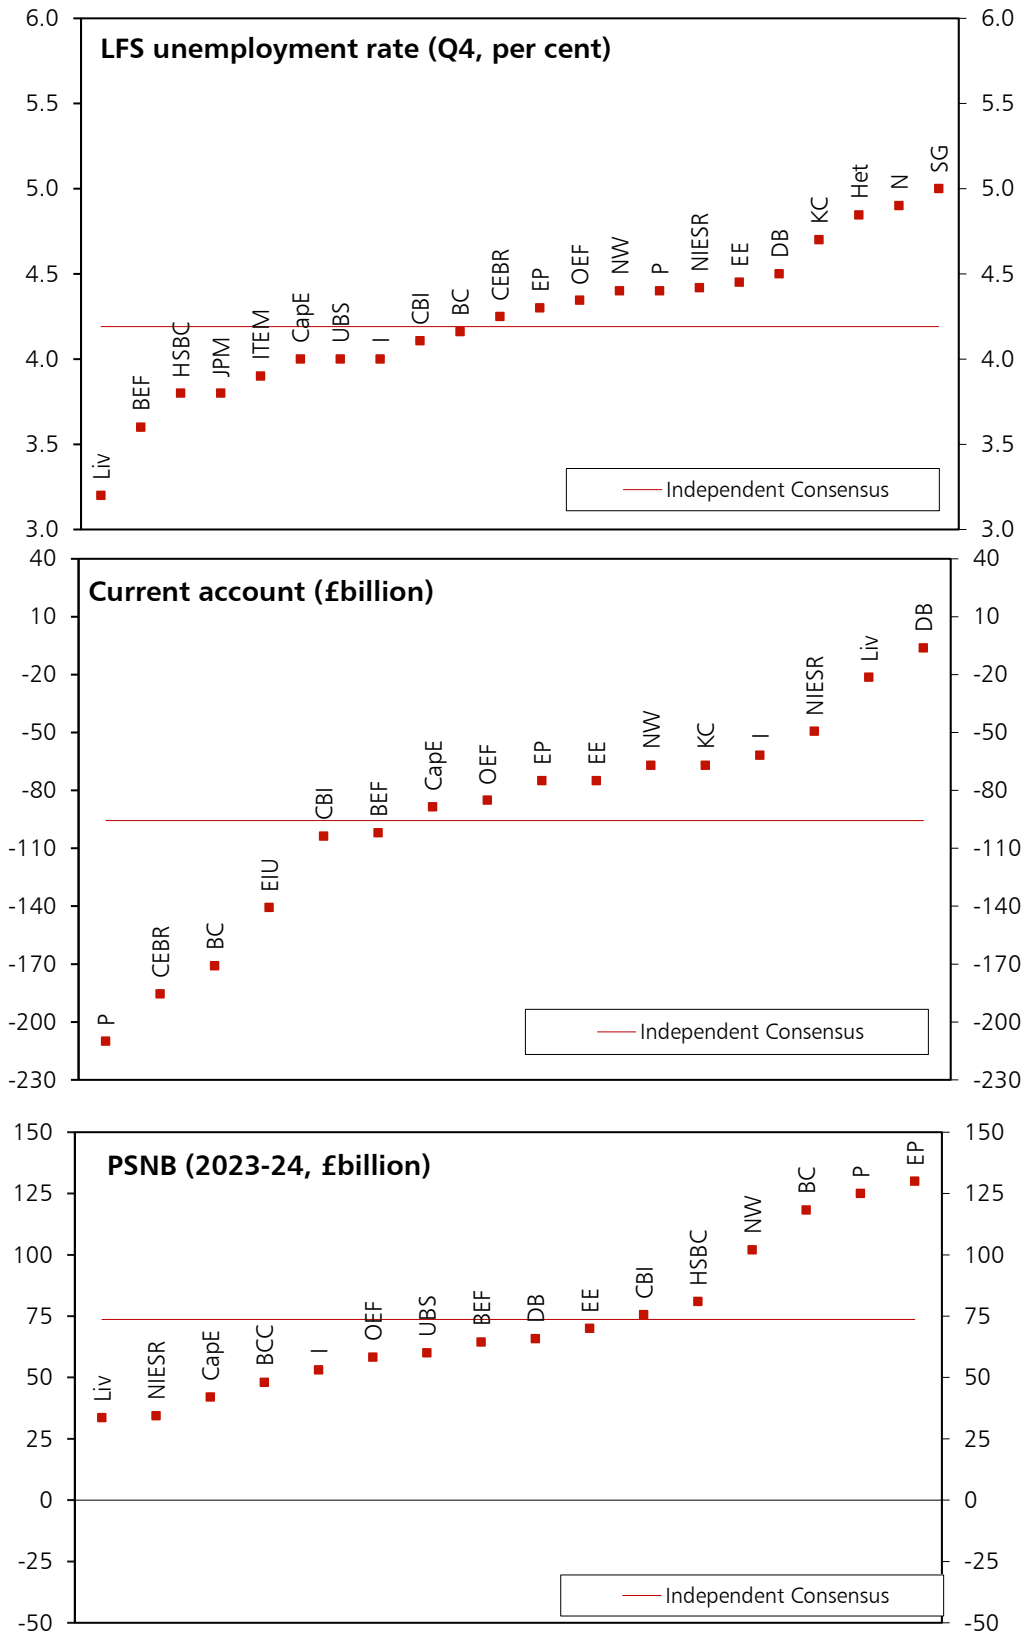 LFS unemployment rate (Q4, per cent)
6.0
5.5
5.0
4.5
4.0
3.5
3.0
6.0
5.5
5.0
4.5
4.0
3.5
3.0
Liv
BEF
HSBC
JPM
ITEM
CapE
UBS
I
CBI
BC
CEBR
EP
OEF
NW
P
NIESR
EE
DB
KC
Het
N
SG
Independent Consensus
Current account (£billion)
40
10
-20
-50
-80
-110
-140
-170
-200
-230
40
10
-20
-50
-80
-110
-140
-170
-200
-230
P
CEBR
BC
EIU
CBI
BEF
CapE
OEF
EP
EE
NW
KC
I
NIESR
Liv
DB
Independent Consensus
PSNB (2023-24, £billion)
150
125
100
75
50
25
0
-25
-50
150
125
100
75
50
25
0
-25
-50
Liv
NIESR
CapE
BCC
I
OEF
UBS
BEF
DB
EE
CBI
HSBC
NW
BC
P
EP
Independent Consensus